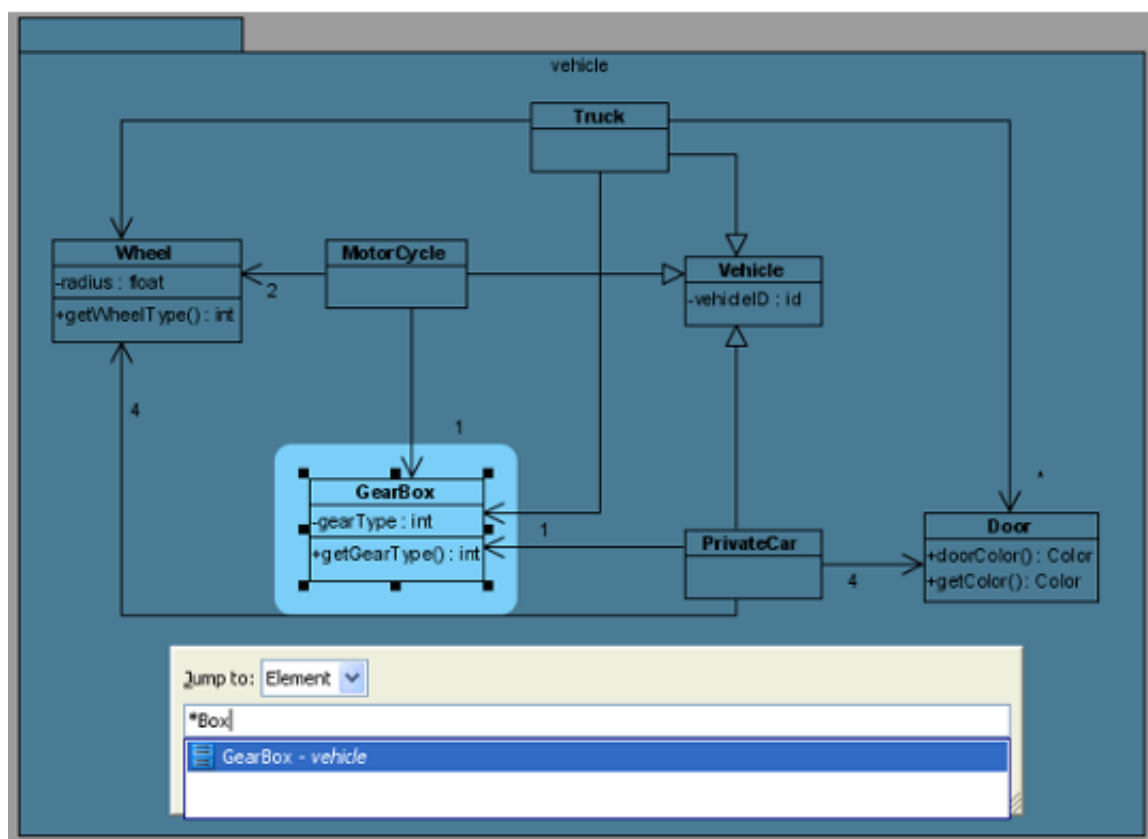 vehicle
Truck
Wheel
-radius : float
+getWheelType() : int
2
MotorCycle
Vehicle
-vehicleID : id
4
1
*
GearBox
-gearType : int
+getGearType() : int
1
PrivateCar
4
Door
+doorColor() : Color
+getColor() : Color
Jump to: Element
*Box
GearBox - vehicle